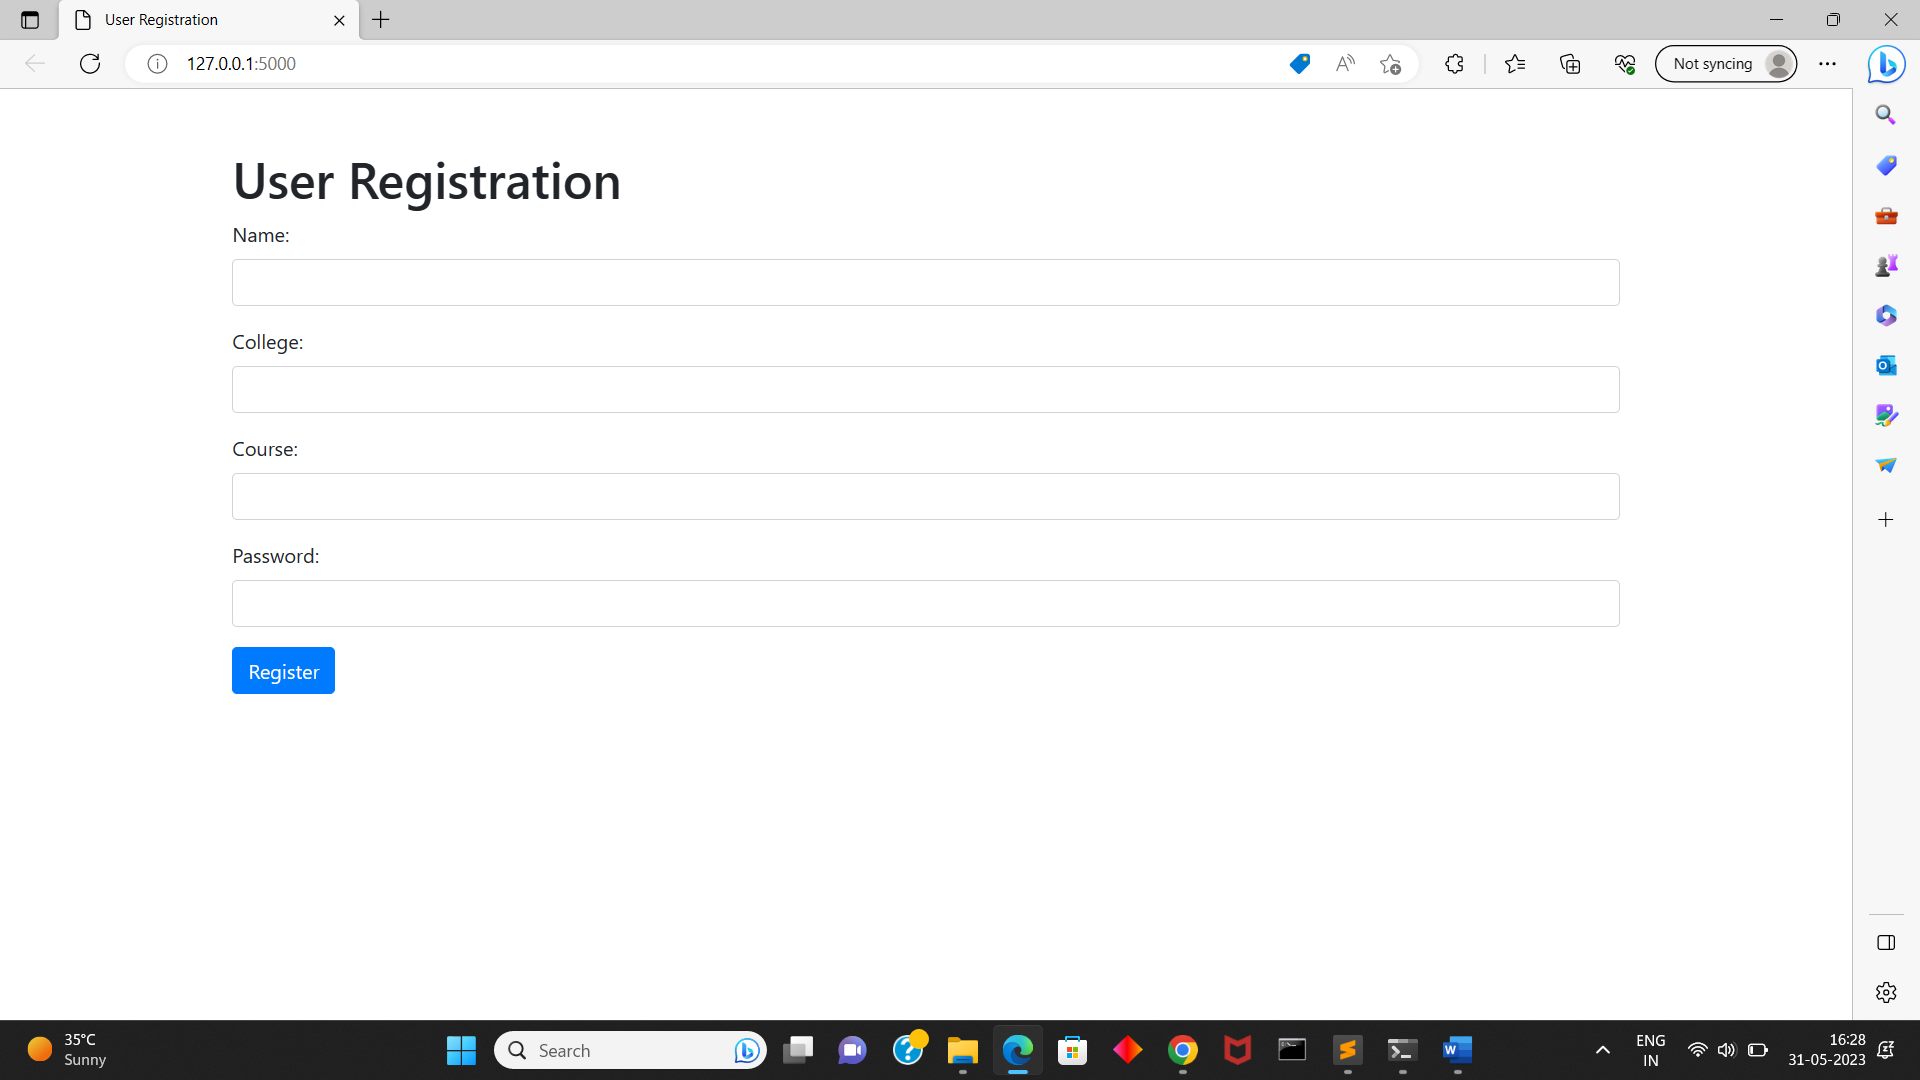 User Registration
127.0.0.1:5000
Not syncing
User Registration
Name:
College:
Course:
Password:
Register
35°C
Sunny
Search
ENG
IN
16:28
31-05-2023